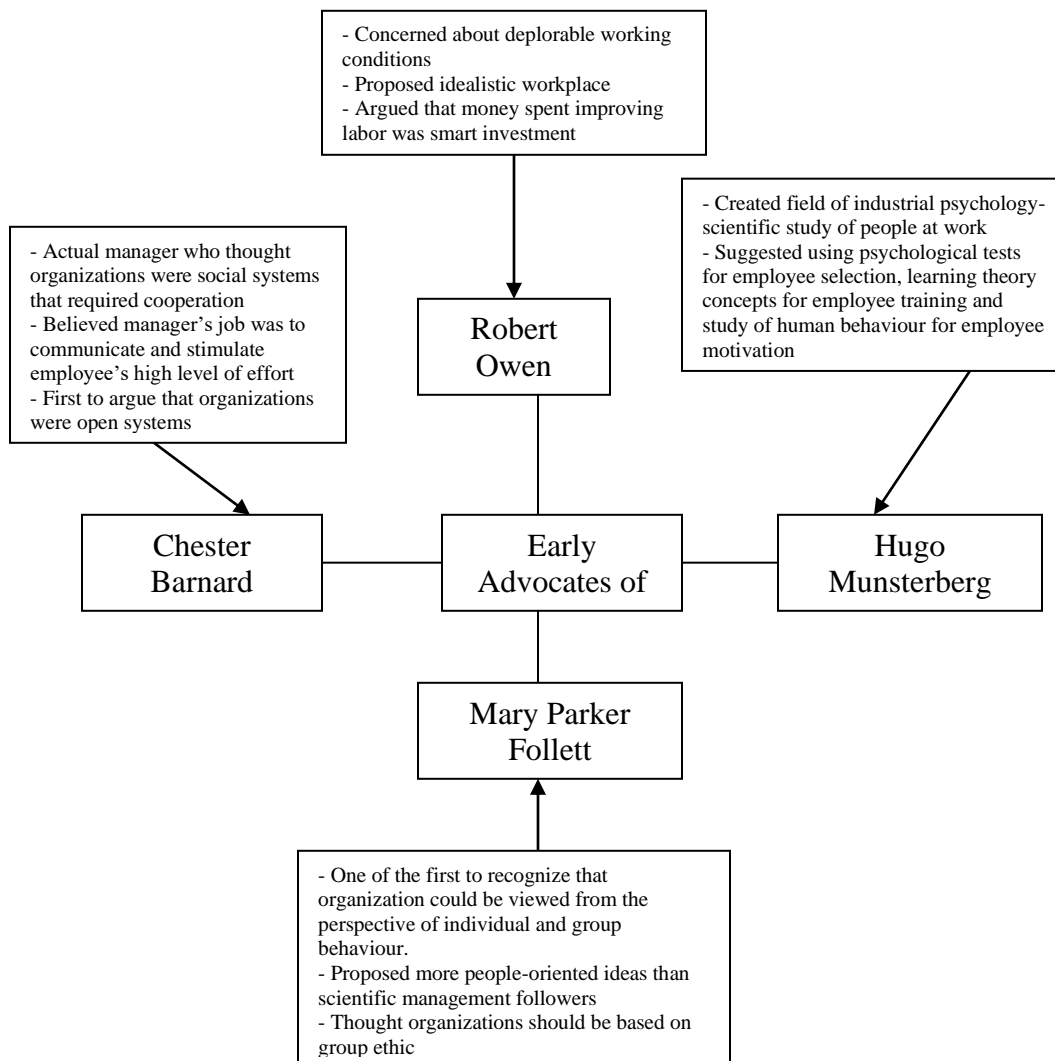 - Concerned about deplorable working
conditions
- Proposed idealistic workplace
- Argued that money spent improving
labor was smart investment
- Created field of industrial psychology-
scientific study of people at work
- Suggested using psychological tests
for employee selection, learning theory
concepts for employee training and
study of human behaviour for employee
motivation
- Actual manager who thought
organizations were social systems
that required cooperation
- Believed manager's job was to
communicate and stimulate
employee's high level of effort
- First to argue that organizations
were open systems
Robert
Owen
Chester
Barnard
Early
Advocates of
Hugo
Munsterberg
Mary Parker
Follett
- One of the first to recognize that
organization could be viewed from the
perspective of individual and group
behaviour.
- Proposed more people-oriented ideas than
scientific management followers
- Thought organizations should be based on
group ethic